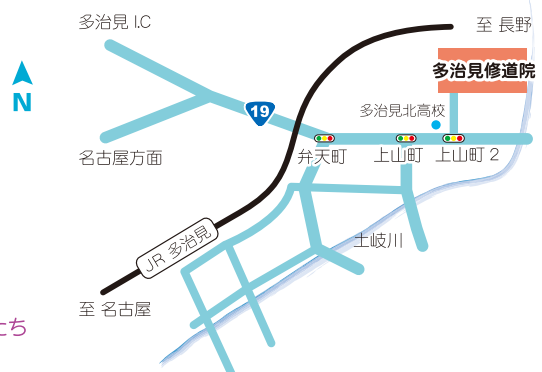 多治見 I.C
至 長野
多治見修道院
N
19
多治見北高校
名古屋方面
弁天町
上山町
上山町 2
JR 多治見
土岐川
至 名古屋
たち